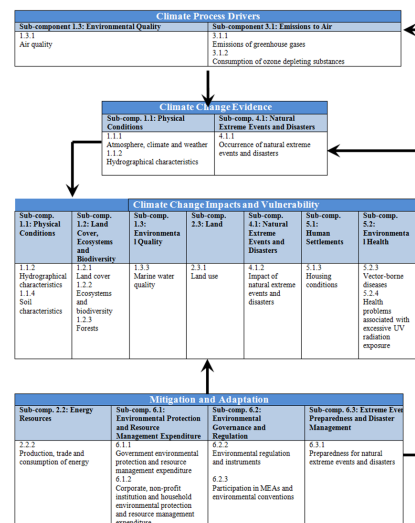 Climate Process Drivers
Sub-component 1.3: Environmental Quality
1.3.1
Air quality
Sub-component 3.1: Emissions to Air
3.1.1
Emissions of greenhouse gases
3.1.2
Consumption of ozone depleting substances
Climate Change Evidence
Sub-comp. 1.1: Physical
Conditions
1.1.1
Atmosphere, climate and weather
1.1.2
Hydrographical characteristics
Sub-comp. 4.1: Natural
Extreme Events and Disasters
4.1.1
Occurrence of natural extreme
events and disasters
Climate Change Impacts and Vulnerability
Sub-comp.
1.1: Physical
Conditions
1.1.2
Hydrographical
characteristics
1.1.4
Soil
characteristics
Sub-comp.
1.2: Land
Cover,
Ecosystems
and
Biodiversity
1.2.1
Land cover
1.2.2
Ecosystems
and
biodiversity
1.2.3
Forests
Sub-comp.
1.3:
Environmenta
l Quality
1.3.3
Marine water
quality
Sub-comp.
2.3: Land
2.3.1
Land use
Sub-comp.
4.1: Natural
Extreme
Events and
Disasters
4.1.2
Impact of
natural extreme
events and
disasters
Sub-comp.
5.1:
Human
Settlements
5.1.3
Housing
conditions
Sub-comp.
5.2:
Environmenta
l Health
5.2.3
Vector-borne
diseases
5.2.4
Health
problems
associated with
excessive UV
radiation
exposure
Mitigation and Adaptation
Sub-comp. 2.2: Energy
Resources
2.2.2
Production, trade and
consumption of energy
Sub-comp. 6.1:
Environmental Protection
and Resource
Management Expenditure
6.1.1
Government environmental
protection and resource
management expenditure
6.1.2
Corporate, non-profit
institution and household
environmental protection
and resource management
expenditure
Sub-comp. 6.2:
Environmental
Governance and
Regulation
6.2.2
Environmental regulation
and instruments
6.2.3
Participation in MEAs and
environmental conventions
Sub-comp. 6.3: Extreme Even
Preparedness and Disaster
Management
6.3.1
Preparedness for natural
extreme events and disasters